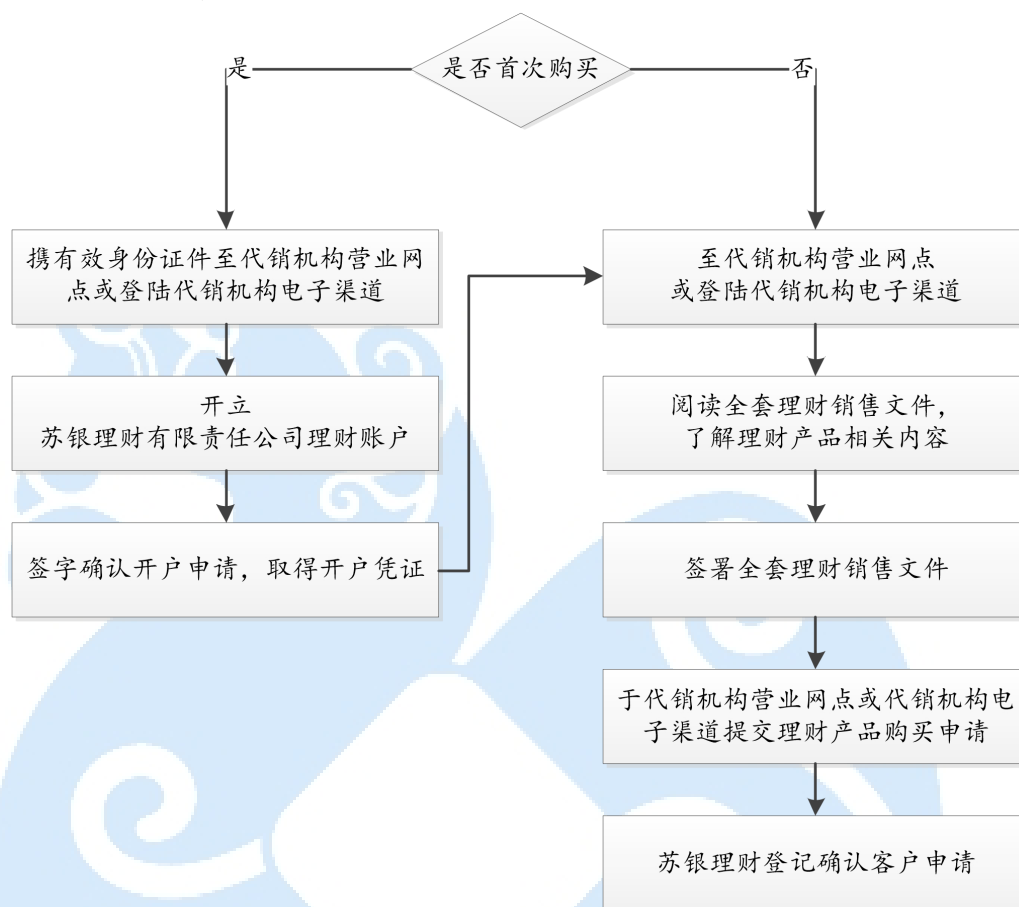 是否首次购买
是
否
携有效身份证件至代销机构营业网
点或登陆代销机构电子渠道
开立
苏银理财有限责任公司理财账户
签字确认开户申请，取得开户凭证
至代销机构营业网点
或登陆代销机构电子渠道
阅读全套理财销售文件，
了解理财产品相关内容
签署全套理财销售文件
于代销机构营业网点或代销机构电
子渠道提交理财产品购买申请
苏银理财登记确认客户申请